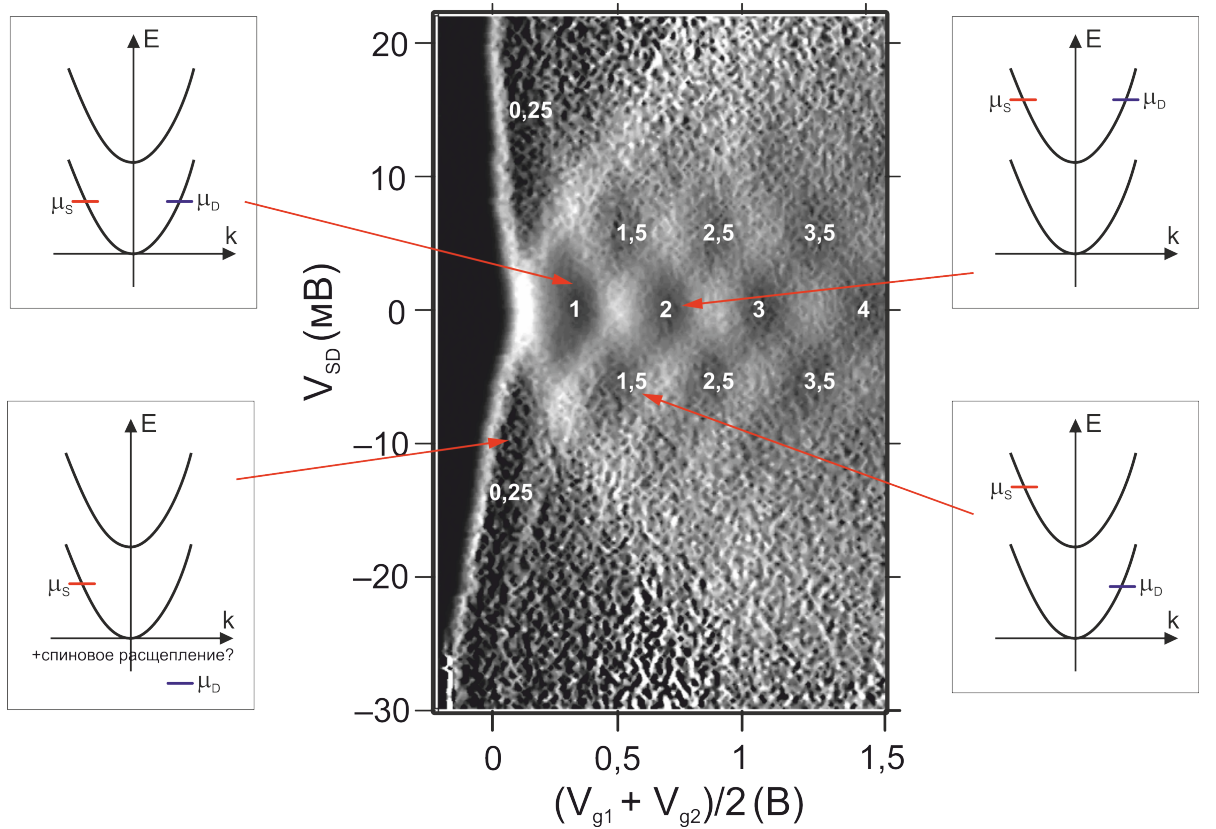 E
μS
μD
k
E
μS
+спиновое расщепление?
μD
k
VSD (мВ)
20
10
0
–10
–20
–30
0,25
1,5
2,5
3,5
1
2
3
4
1,5
2,5
3,5
0,25
0
0,5
1
1,5
(Vg1 + Vg2)/2 (В)
E
μS
μD
k
E
μS
μD
k